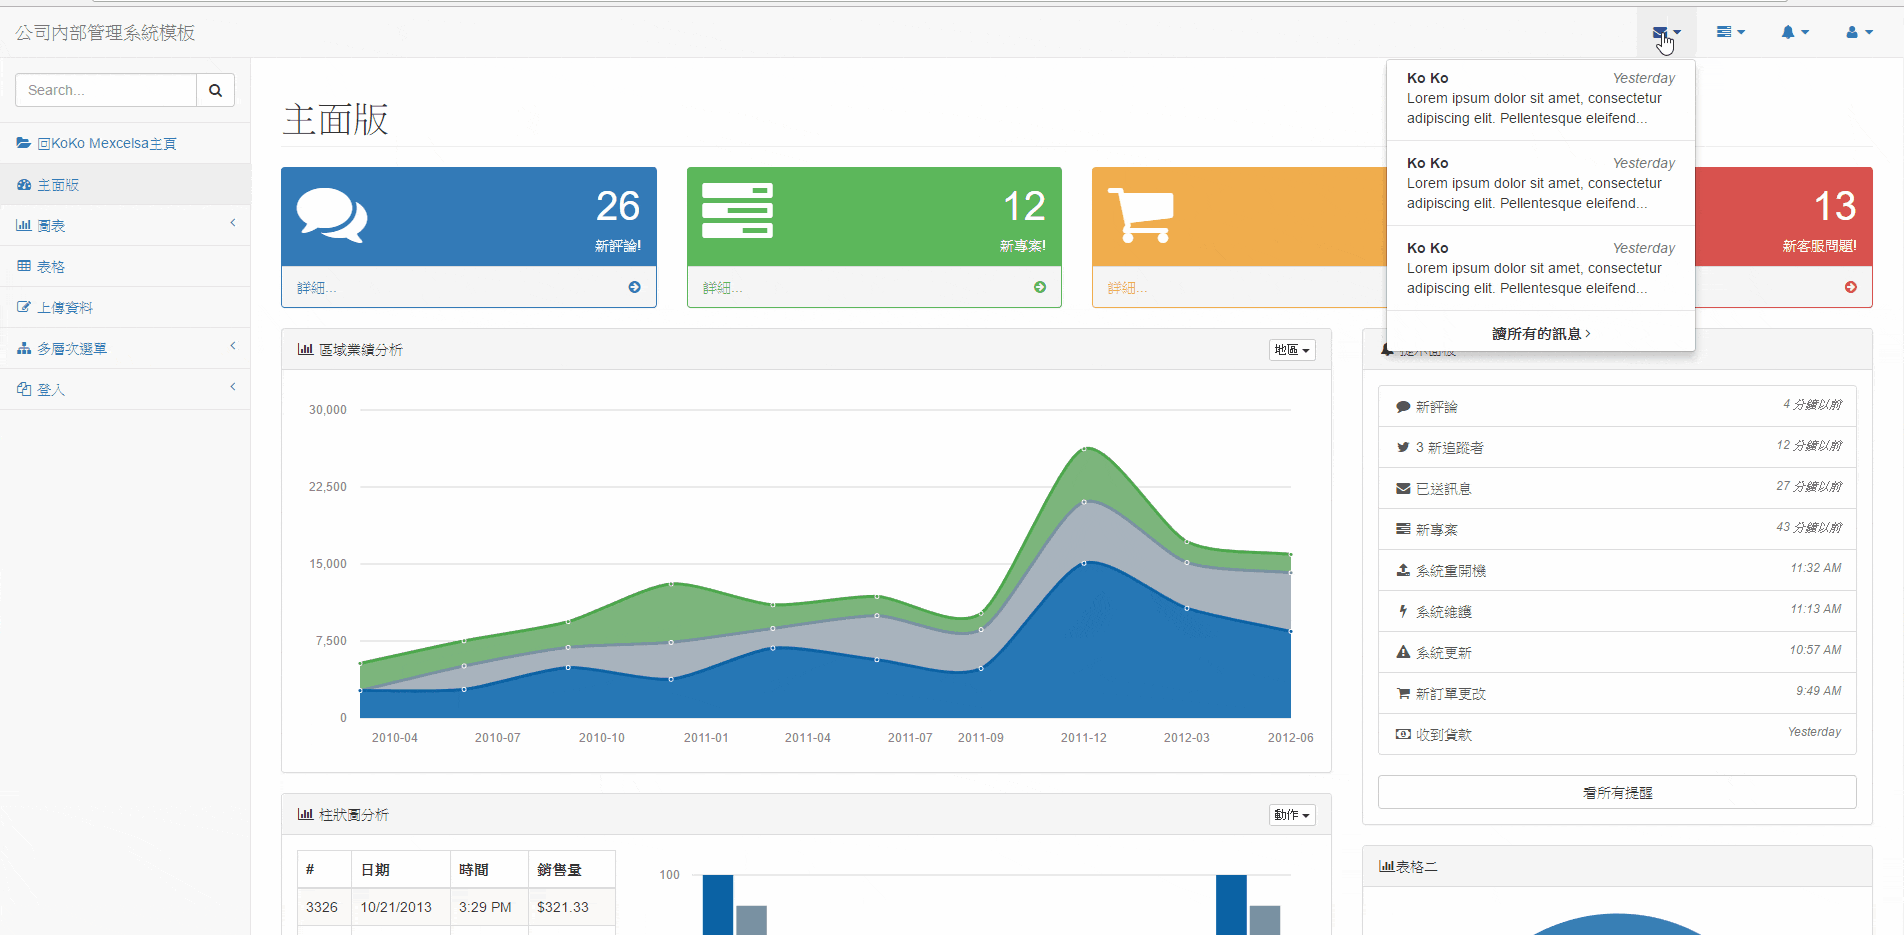 公司內部管理系統模板
Search...
回KoKo Mexcelsa主頁
主面版
圖表
表格
上傳資料
多層次選單
登入
主面版
26
新評論!
詳細...
12
新專案!
詳細...
詳細...
13
新客服問題!
Ko Ko Yesterday
Lorem ipsum dolor sit amet, consectetur
adipiscing elit. Pellentesque eleifend...
Ko Ko Yesterday
Lorem ipsum dolor sit amet, consectetur
adipiscing elit. Pellentesque eleifend...
Ko Ko Yesterday
Lorem ipsum dolor sit amet, consectetur
adipiscing elit. Pellentesque eleifend...
讀所有的訊息
區域業績分析
地區
30,000
22,500
15,000
7,500
0
2010-04 2010-07 2010-10 2011-01 2011-04 2011-07 2011-09 2011-12 2012-03 2012-06
新評論 4 分鐘以前
3 新追蹤者 12 分鐘以前
已送訊息 27 分鐘以前
新專案 43 分鐘以前
系統重開機 11:32 AM
系統維護 11:13 AM
系統更新 10:57 AM
新訂單更改 9:49 AM
收到貨款 Yesterday
看所有提醒
柱狀圖分析
動作
# 日期 時間 銷售量
3326 10/21/2013 3:29 PM $321.33
100
表格二